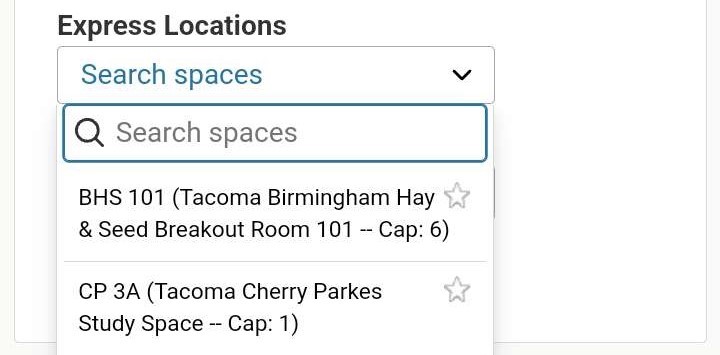 Express Locations
Search spaces
Search spaces
BHS 101 (Tacoma Birmingham Hay
& Seed Breakout Room 101 -- Cap: 6)
CP 3A (Tacoma Cherry Parkes
Study Space -- Cap: 1)